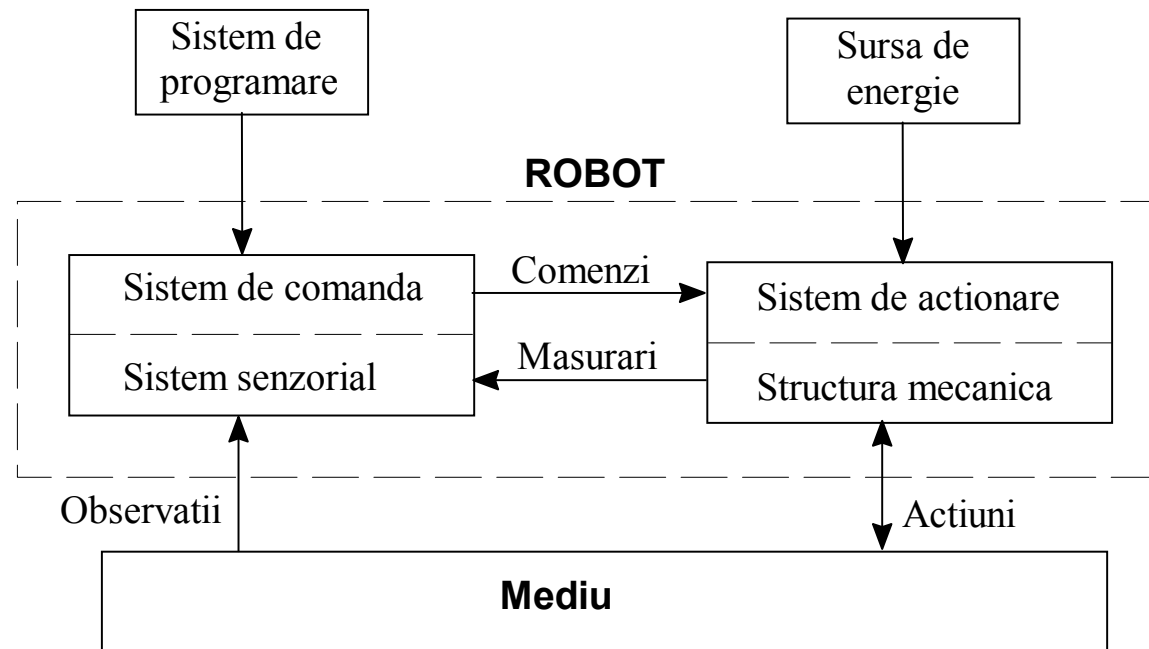 Sistem de
programare
Sursa de
energie
ROBOT
Sistem de comanda
Comenzi
Sistem de actionare
Sistem senzorial
Masurari
Structura mecanica
Observatii
Actiuni
Mediu